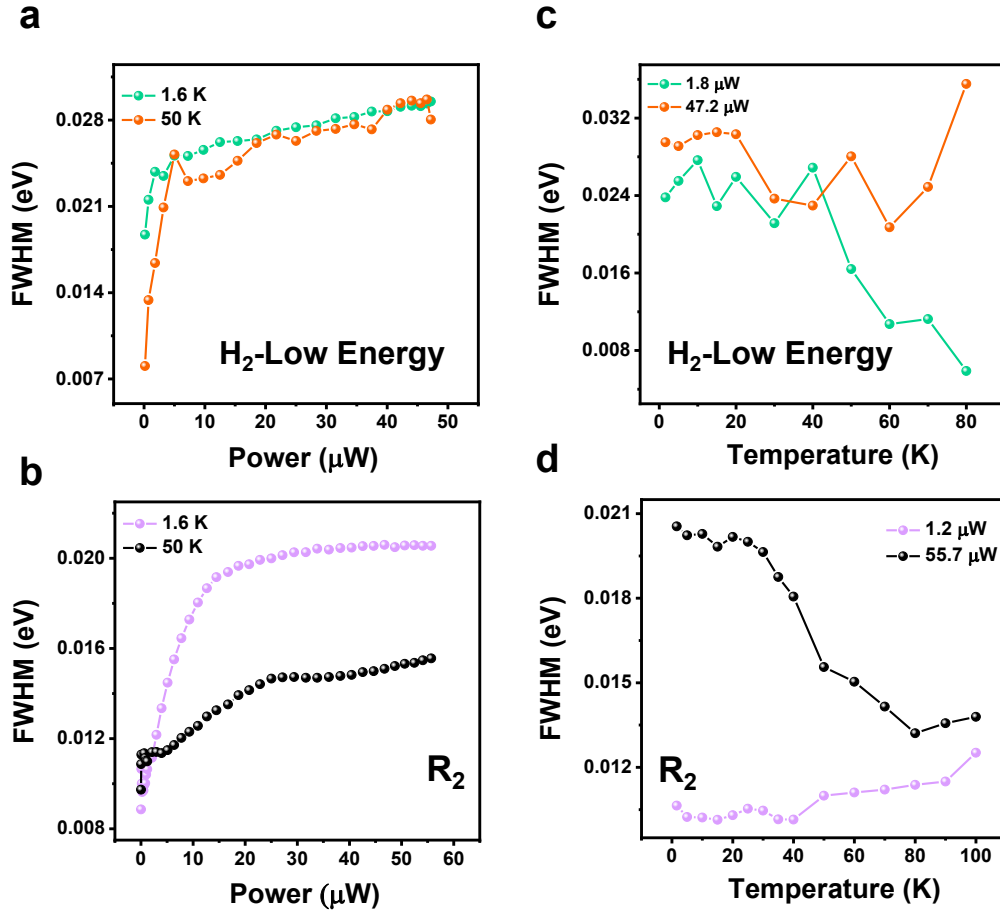 a
1.6 K
50 K
0.028
0.021
0.014
0.007
FWHM (eV)
H₂-Low Energy
0 10 20 30 40 50
Power (μW)
c
1.8 μW
47.2 μW
0.032
0.024
0.016
0.008
FWHM (eV)
H₂-Low Energy
0 20 40 60 80
Temperature (K)
b
1.6 K
50 K
0.020
0.016
0.012
0.008
FWHM (eV)
R₂
0 10 20 30 40 50 60
Power (μW)
d
1.2 μW
55.7 μW
0.021
0.018
0.015
0.012
FWHM (eV)
R₂
0 20 40 60 80 100
Temperature (K)